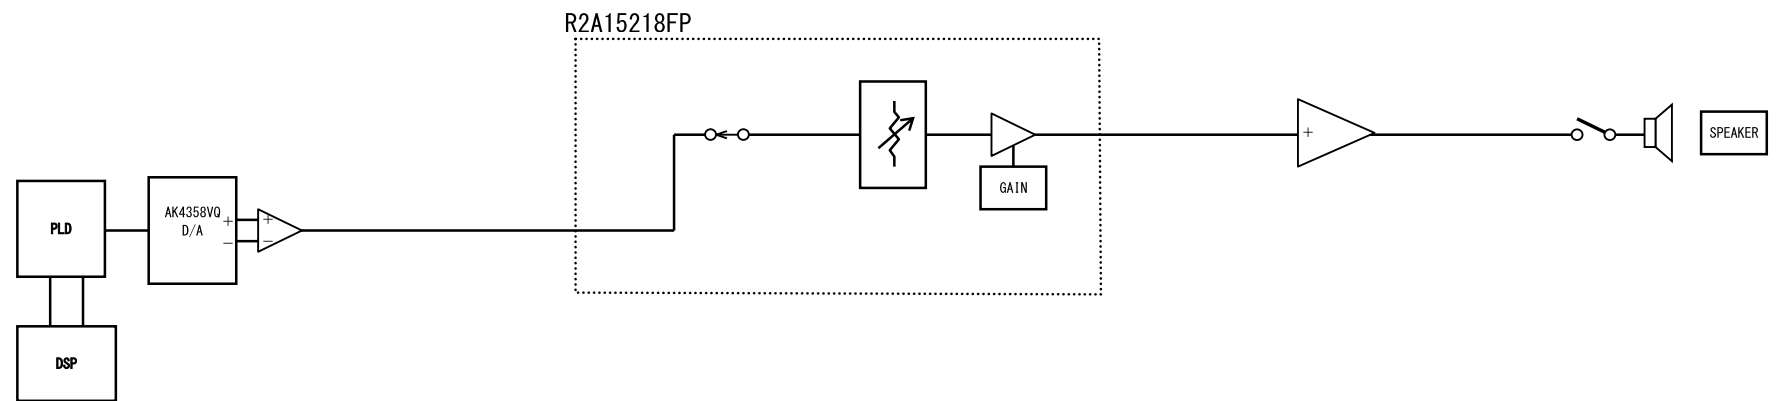 R2A15218FP
SPEAKER
GAIN
PLD
AK4358VQ
D/A
+
−
+
−
+
DSP